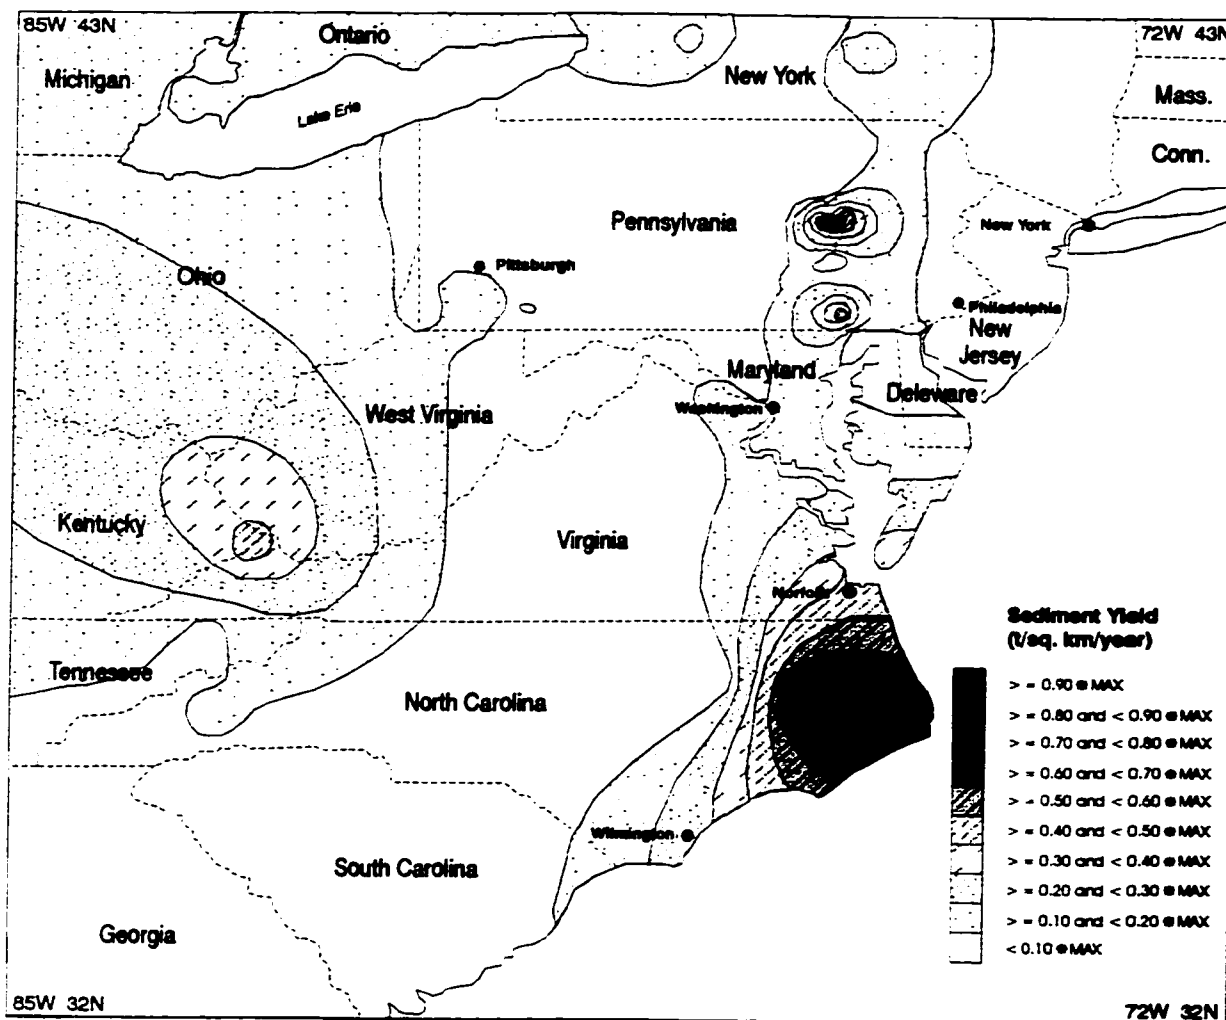 85W 43N
72W 43N
Ontario
Michigan
New York
Lake Erie
Mass.
Conn.
Pennsylvania
New York
Ohio
Pittsburgh
Philadelphia
New
Jersey
Maryland
Deleware
Washington
West Virginia
Kentucky
Virginia
Norfolk
Tennessee
North Carolina
Wilmington
South Carolina
Georgia
Sediment Yield
(t/sq. km/year)
> = 0.90 * MAX
> = 0.80 and < 0.90 * MAX
> = 0.70 and < 0.80 * MAX
> = 0.60 and < 0.70 * MAX
> = 0.50 and < 0.60 * MAX
> = 0.40 and < 0.50 * MAX
> = 0.30 and < 0.40 * MAX
> = 0.20 and < 0.30 * MAX
> = 0.10 and < 0.20 * MAX
< 0.10 * MAX
85W 32N
72W 32N